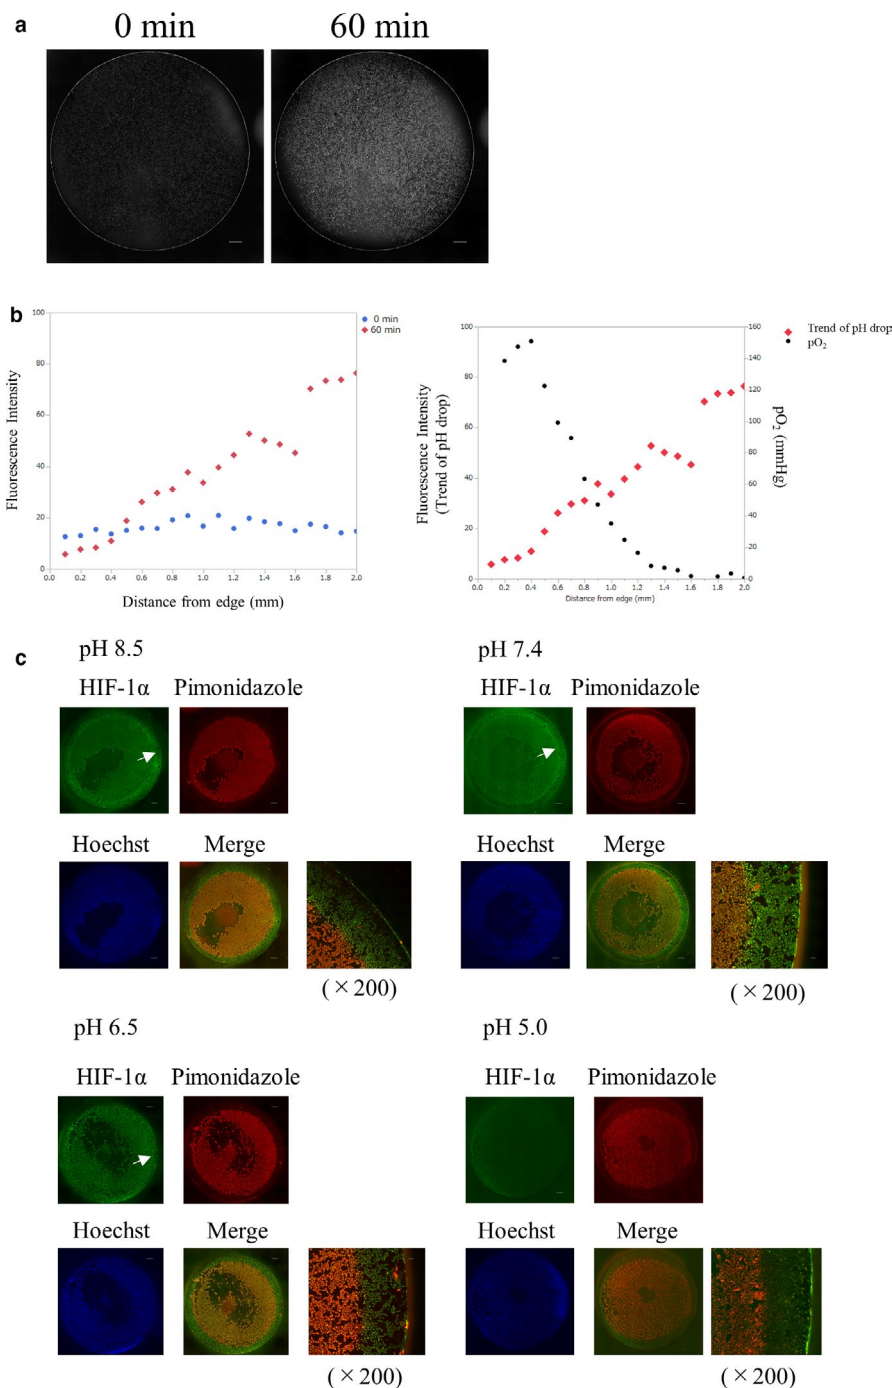 a
0 min
60 min
b
100
80
60
40
20
0
0.0 0.2 0.4 0.6 0.8 1.0 1.2 1.4 1.6 1.8 2.0
Fluorescence Intensity
Distance from edge (mm)
0 min
60 min
100
80
60
40
20
0
0.0 0.2 0.4 0.6 0.8 1.0 1.2 1.4 1.6 1.8 2.0
Fluorescence Intensity
(Trend of pH drop)
Distance from edge (mm)
160
140
120
100
80
60
40
20
0
pO2 (mmHg)
Trend of pH drop
pO2
c
pH 8.5
HIF-1α Pimonidazole
Hoechst Merge
(×200)
pH 7.4
HIF-1α Pimonidazole
Hoechst Merge
(×200)
pH 6.5
HIF-1α Pimonidazole
Hoechst Merge
(×200)
pH 5.0
HIF-1α Pimonidazole
Hoechst Merge
(×200)